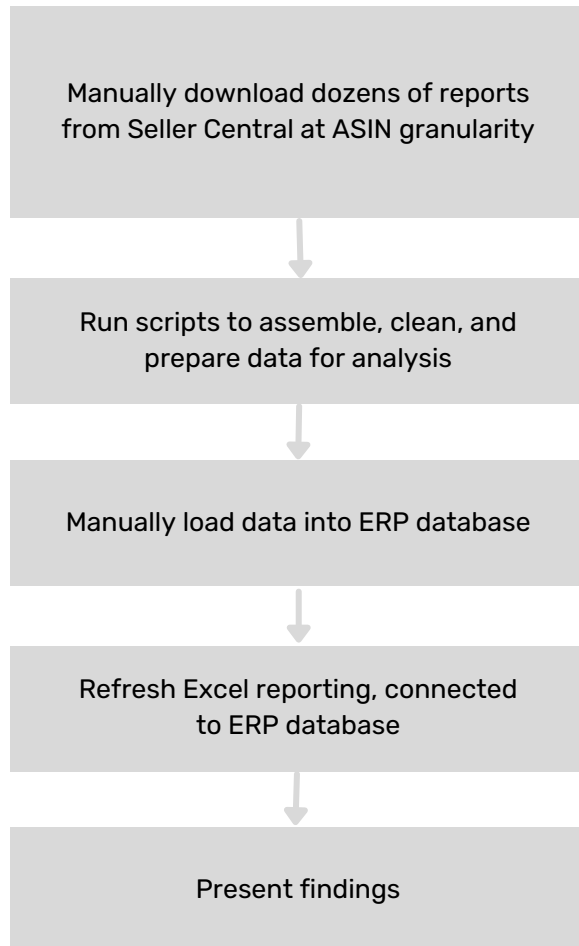 Manually download dozens of reports
from Seller Central at ASIN granularity
Run scripts to assemble, clean, and
prepare data for analysis
Manually load data into ERP database
Refresh Excel reporting, connected
to ERP database
Present findings